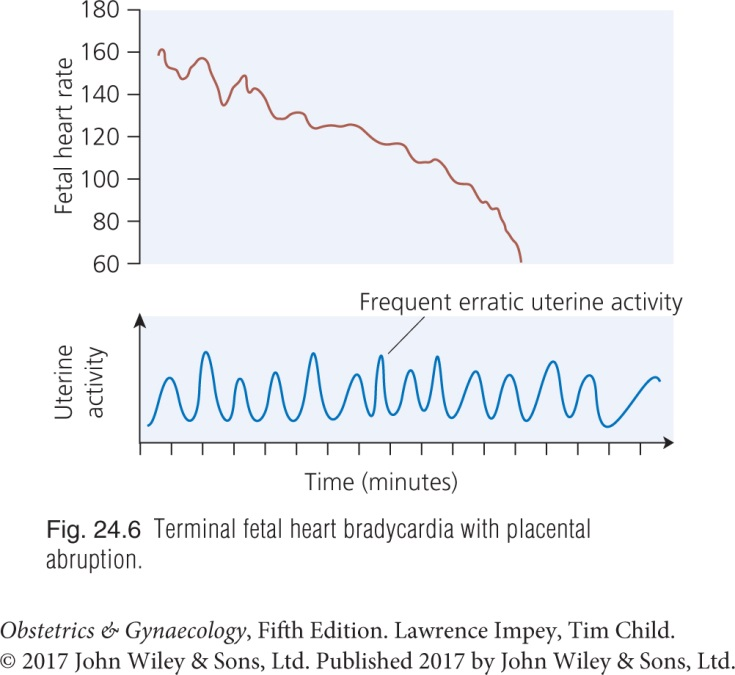 180
160
140
120
100
80
60
Fetal heart rate
Frequent erratic uterine activity
Uterine
activity
Time (minutes)
Fig. 24.6 Terminal fetal heart bradycardia with placental
abruption.
Obstetrics & Gynaecology, Fifth Edition. Lawrence Impey, Tim Child.
© 2017 John Wiley & Sons, Ltd. Published 2017 by John Wiley & Sons, Ltd.